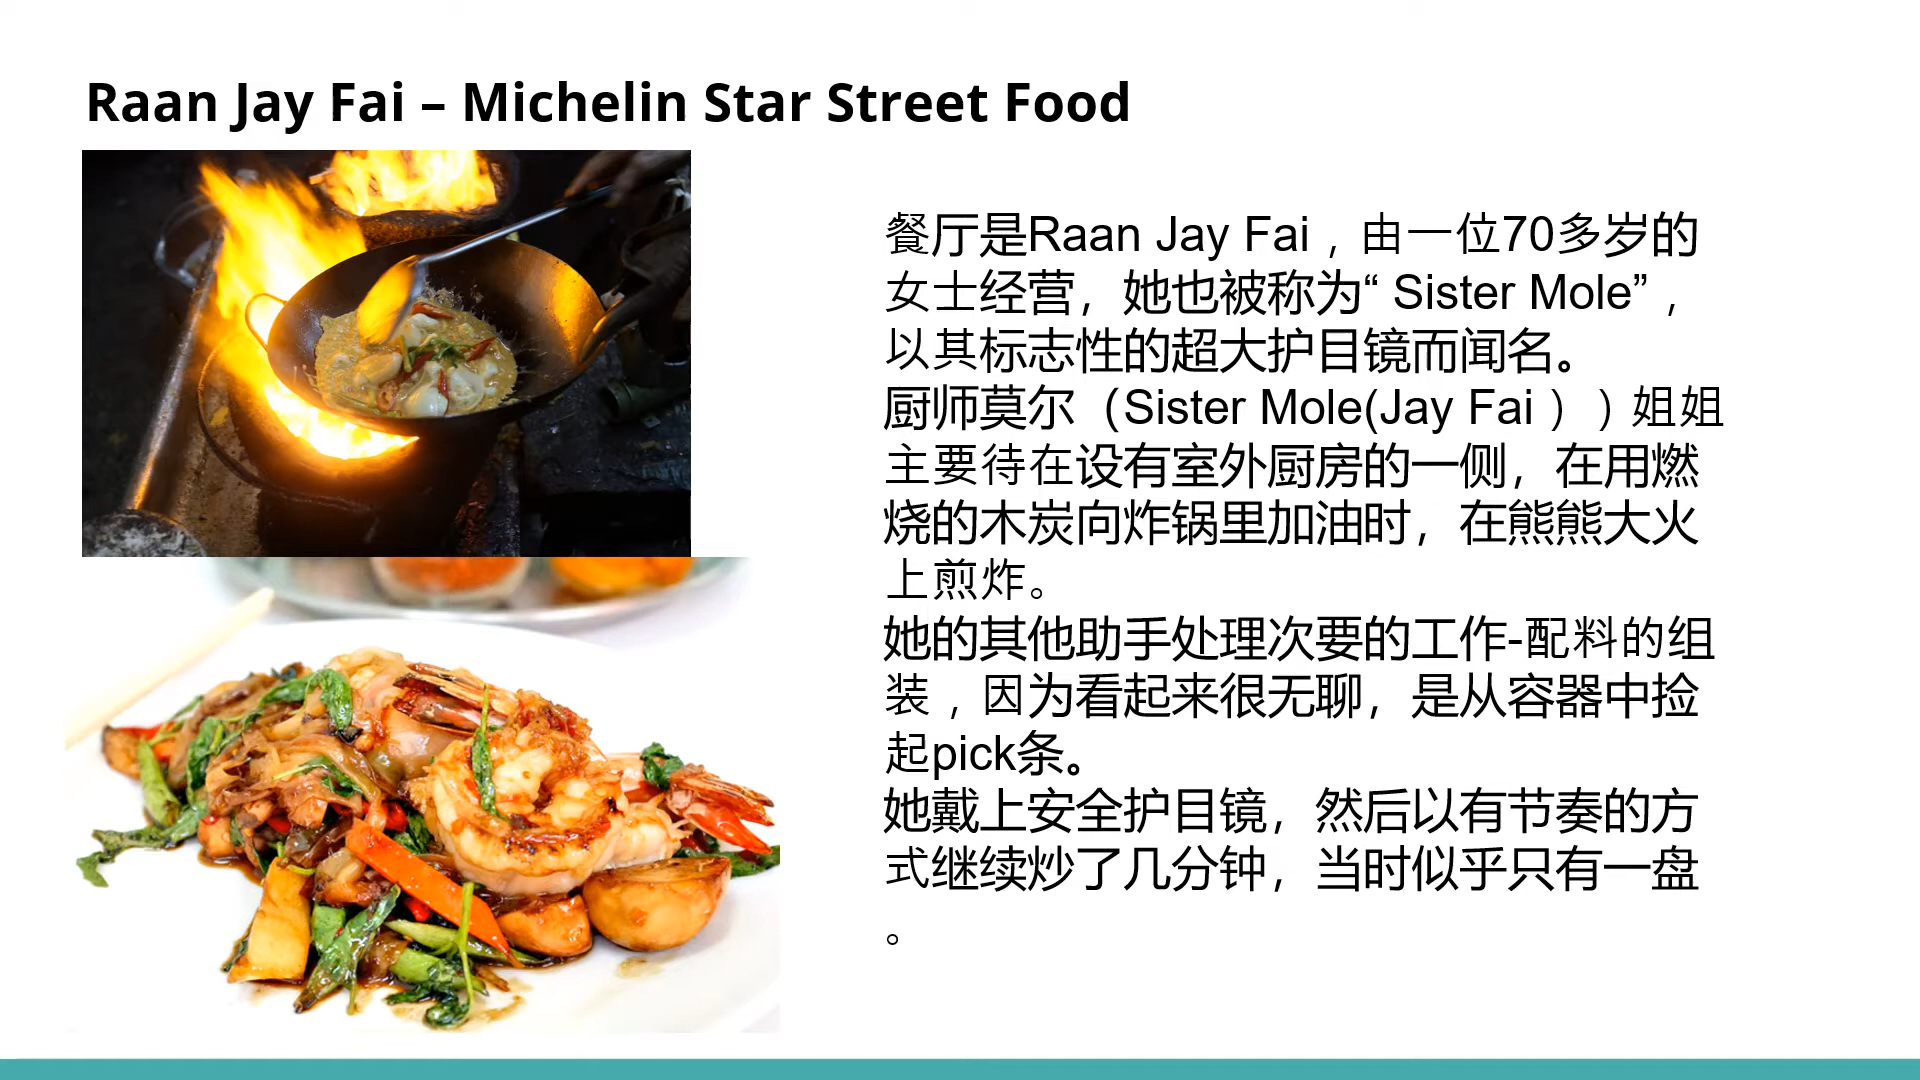 Raan Jay Fai – Michelin Star Street Food
餐厅是Raan Jay Fai，由一位70多岁的
女士经营，她也被称为“ Sister Mole”，
以其标志性的超大护目镜而闻名。
厨师莫尔（Sister Mole(Jay Fai））姐姐
主要待在设有室外厨房的一侧，在用燃
烧的木炭向炸锅里加油时，在熊熊大火
上煎炸。
她的其他助手处理次要的工作-配料的组
装，因为看起来很无聊，是从容器中捡
起pick条。
她戴上安全护目镜，然后以有节奏的方
式继续炒了几分钟，当时似乎只有一盘
。